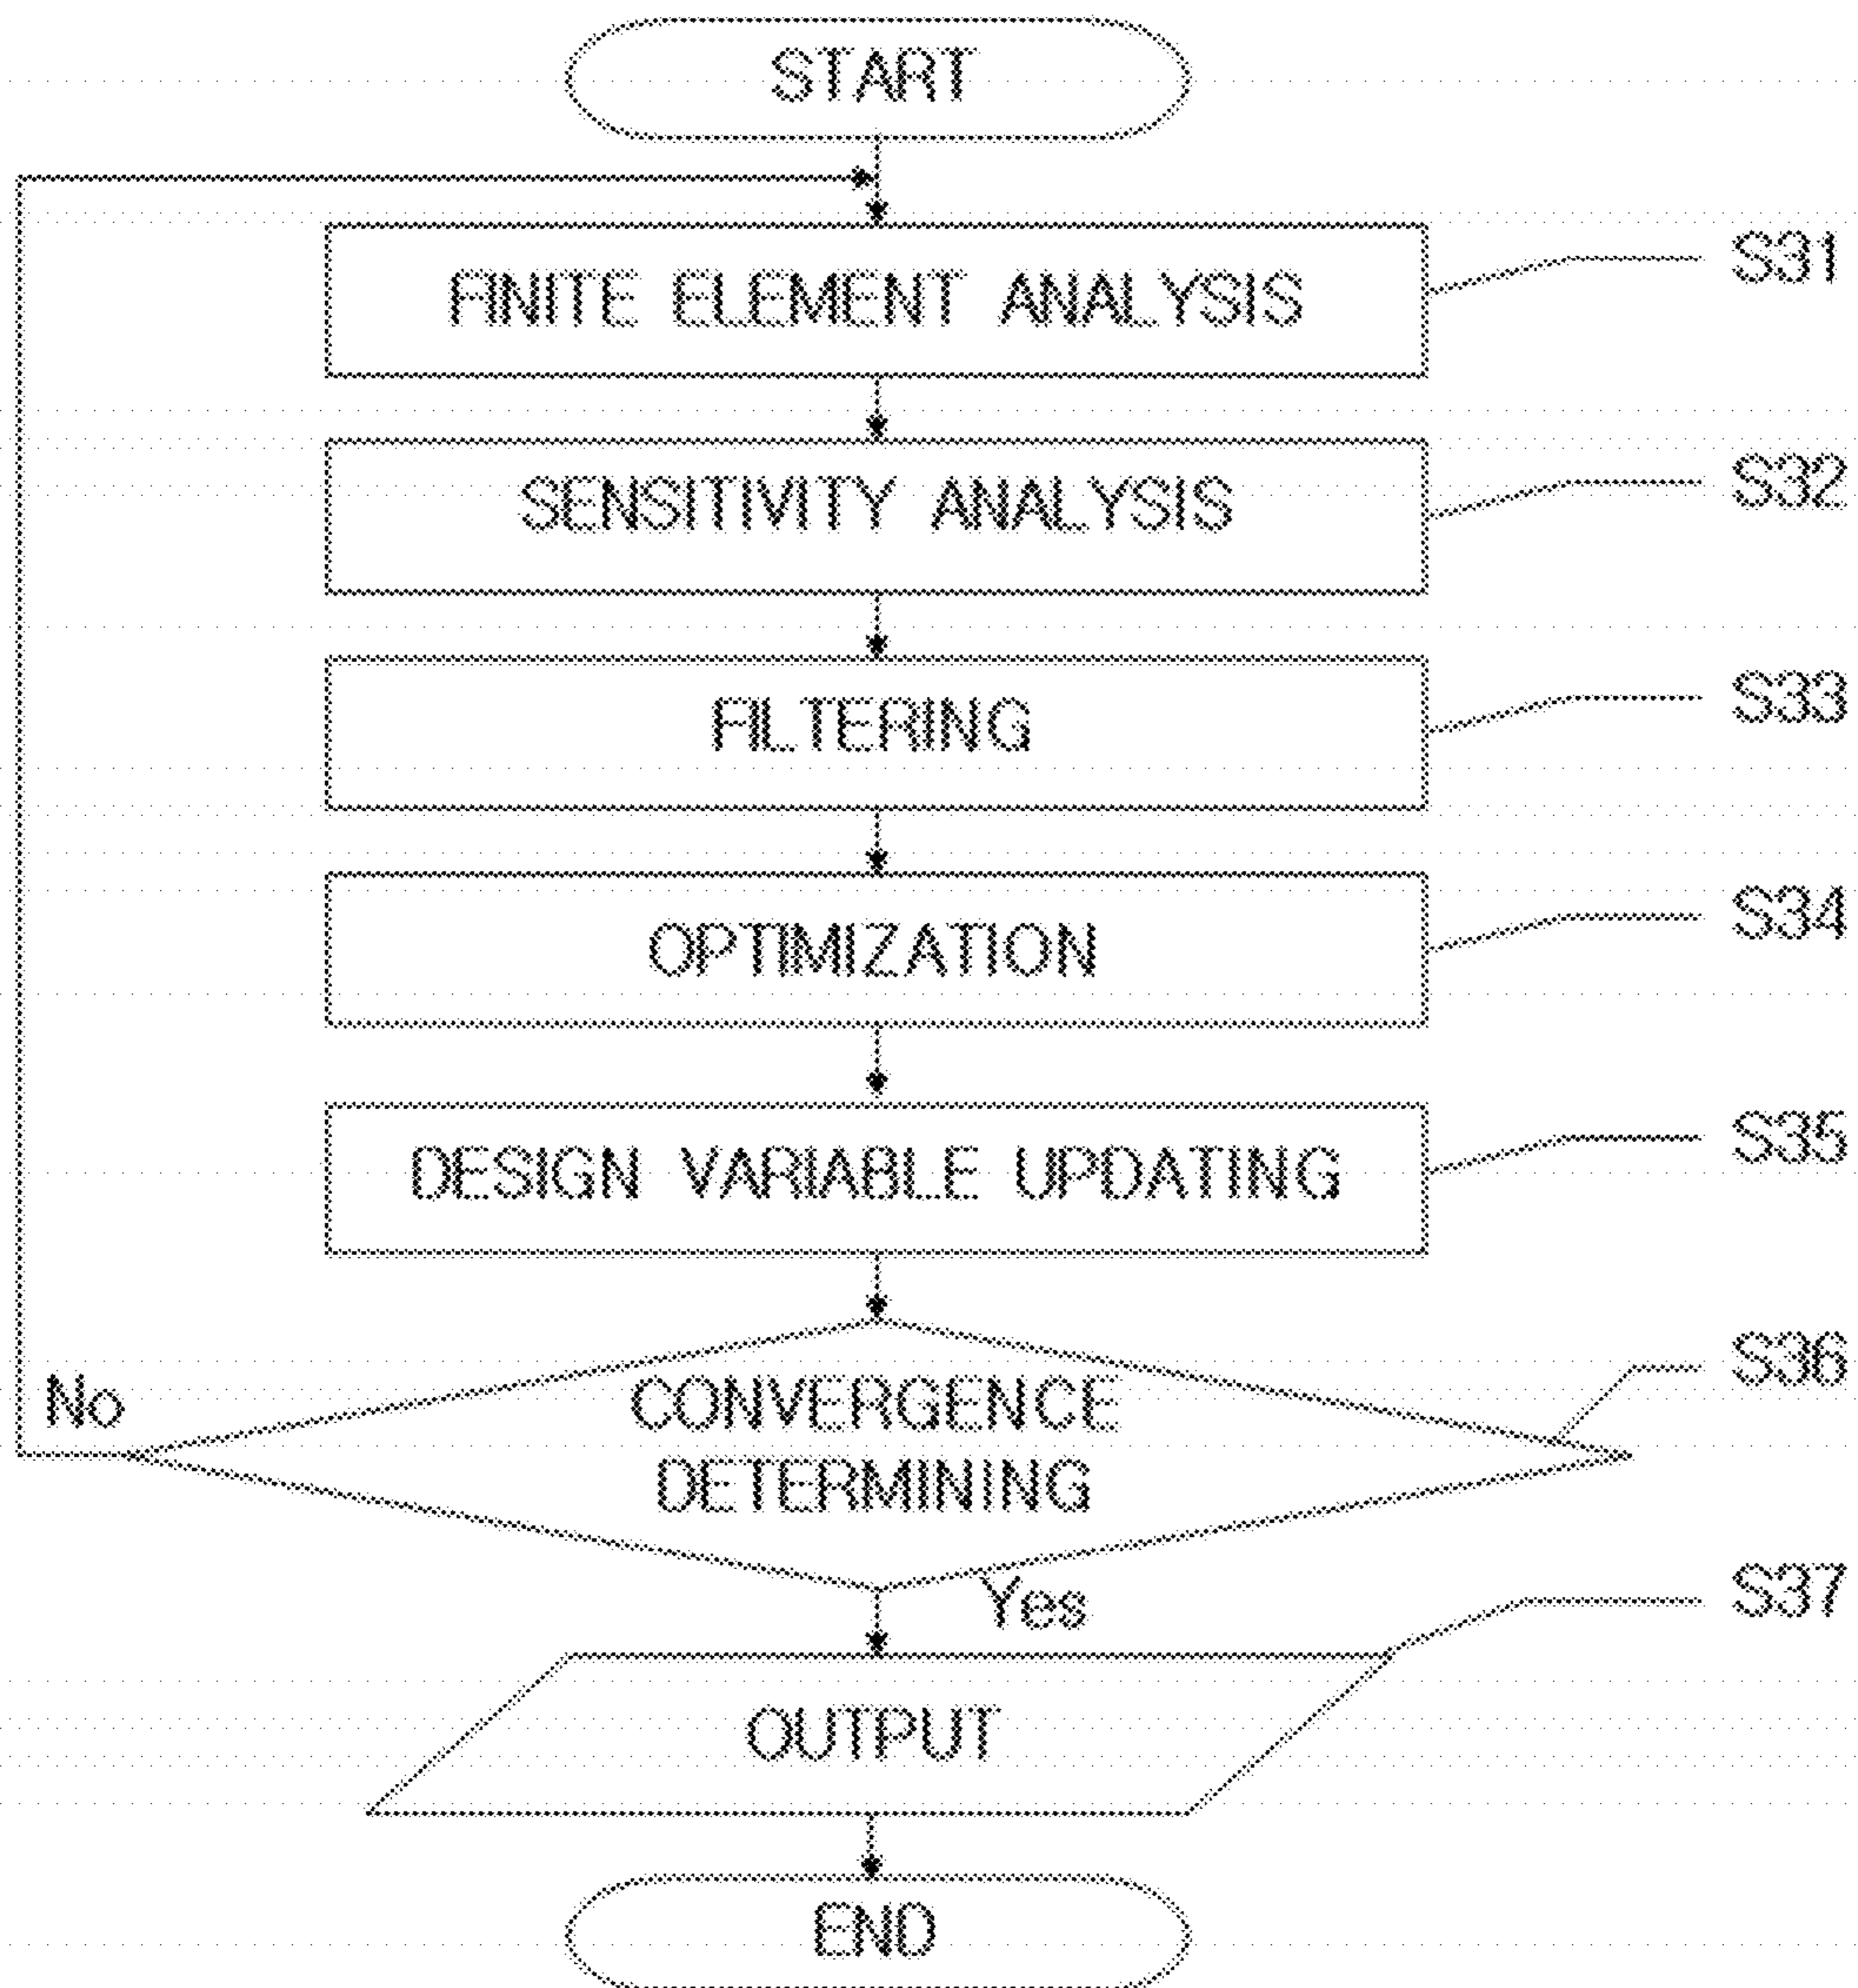 START
FINITE ELEMENT ANALYSIS
S31
SENSITIVITY ANALYSIS
S32
FILTERING
S33
OPTIMIZATION
S34
DESIGN VARIABLE UPDATING
S35
CONVERGENCE
DETERMINING
S36
No
Yes
S37
OUTPUT
END